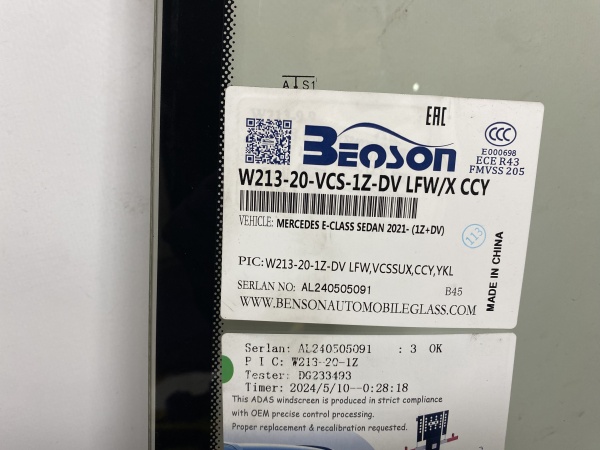 A S1
EAC
BEOSON
CCC
E000698
ECE R43
FMVSS 205
W213-20-VCS-1Z-DV LFW/X CCY
VEHICLE: MERCEDES E-CLASS SEDAN 2021- (1Z+DV)
113
PIC:W213-20-1Z-DV LFW,VCSSUX,CCY,YKL
SERLAN NO: AL240505091
B45
MADE IN CHINA
WWW.BENSONAUTOMOBILEGLASS.COM
Serlan: AL240505091 : 3 OK
P I C: W213-20-1Z
Tester: DG233493
Timer: 2024/5/10--0:28:18
This ADAS windscreen is produced in strict compliance
with OEM precise control processing.
Proper replacement & recalibration requested.